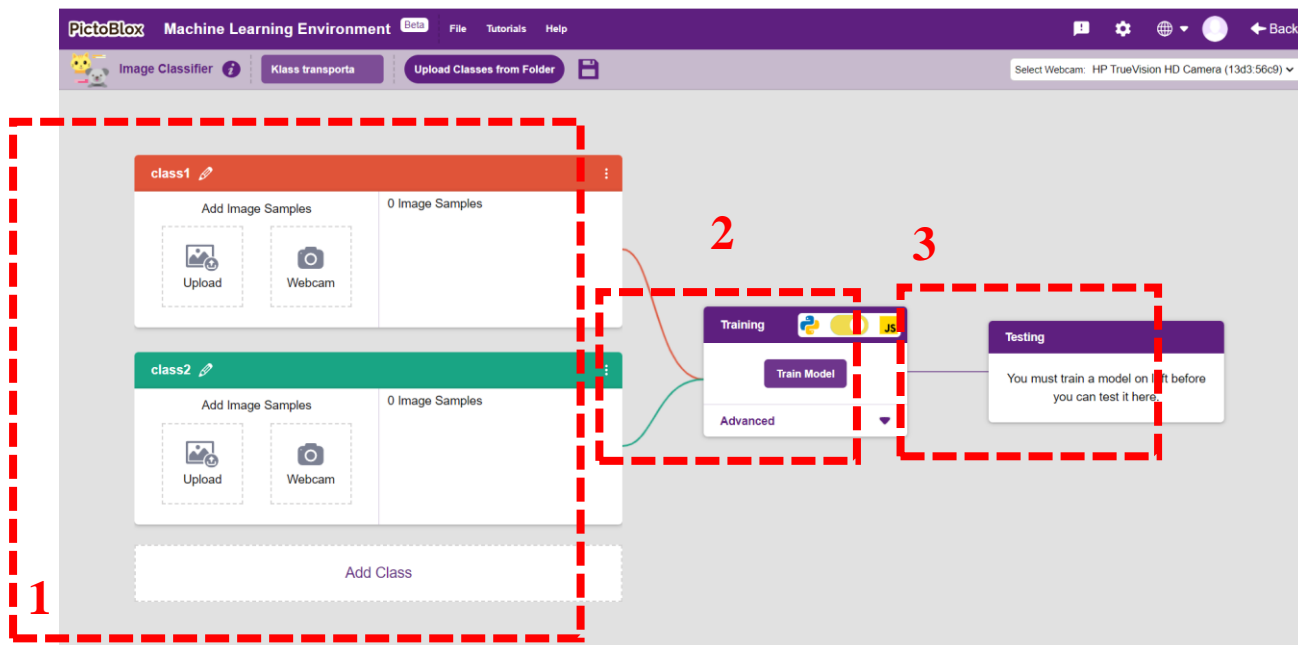 PictoBlox Machine Learning Environment Beta File Tutorials Help Back
Image Classifier i Klass transporta Upload Classes from Folder Select Webcam: HP TrueVision HD Camera (13d3:56c9)
class1
Add Image Samples 0 Image Samples
Upload Webcam
2
3
Training JS
Train Model
Advanced
Testing
You must train a model on left before
you can test it here.
class2
Add Image Samples 0 Image Samples
Upload Webcam
Add Class
1